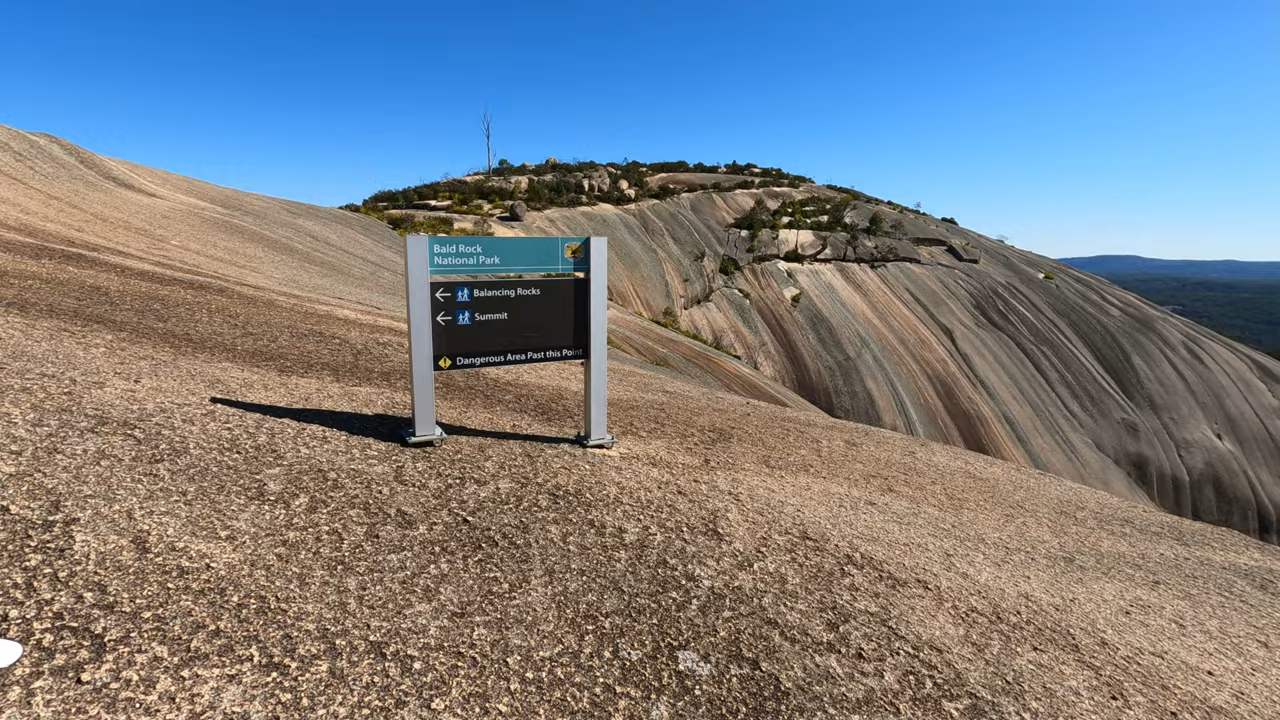 Bald Rock
National Park
Balancing Rocks
Summit
Dangerous Area Past this Point